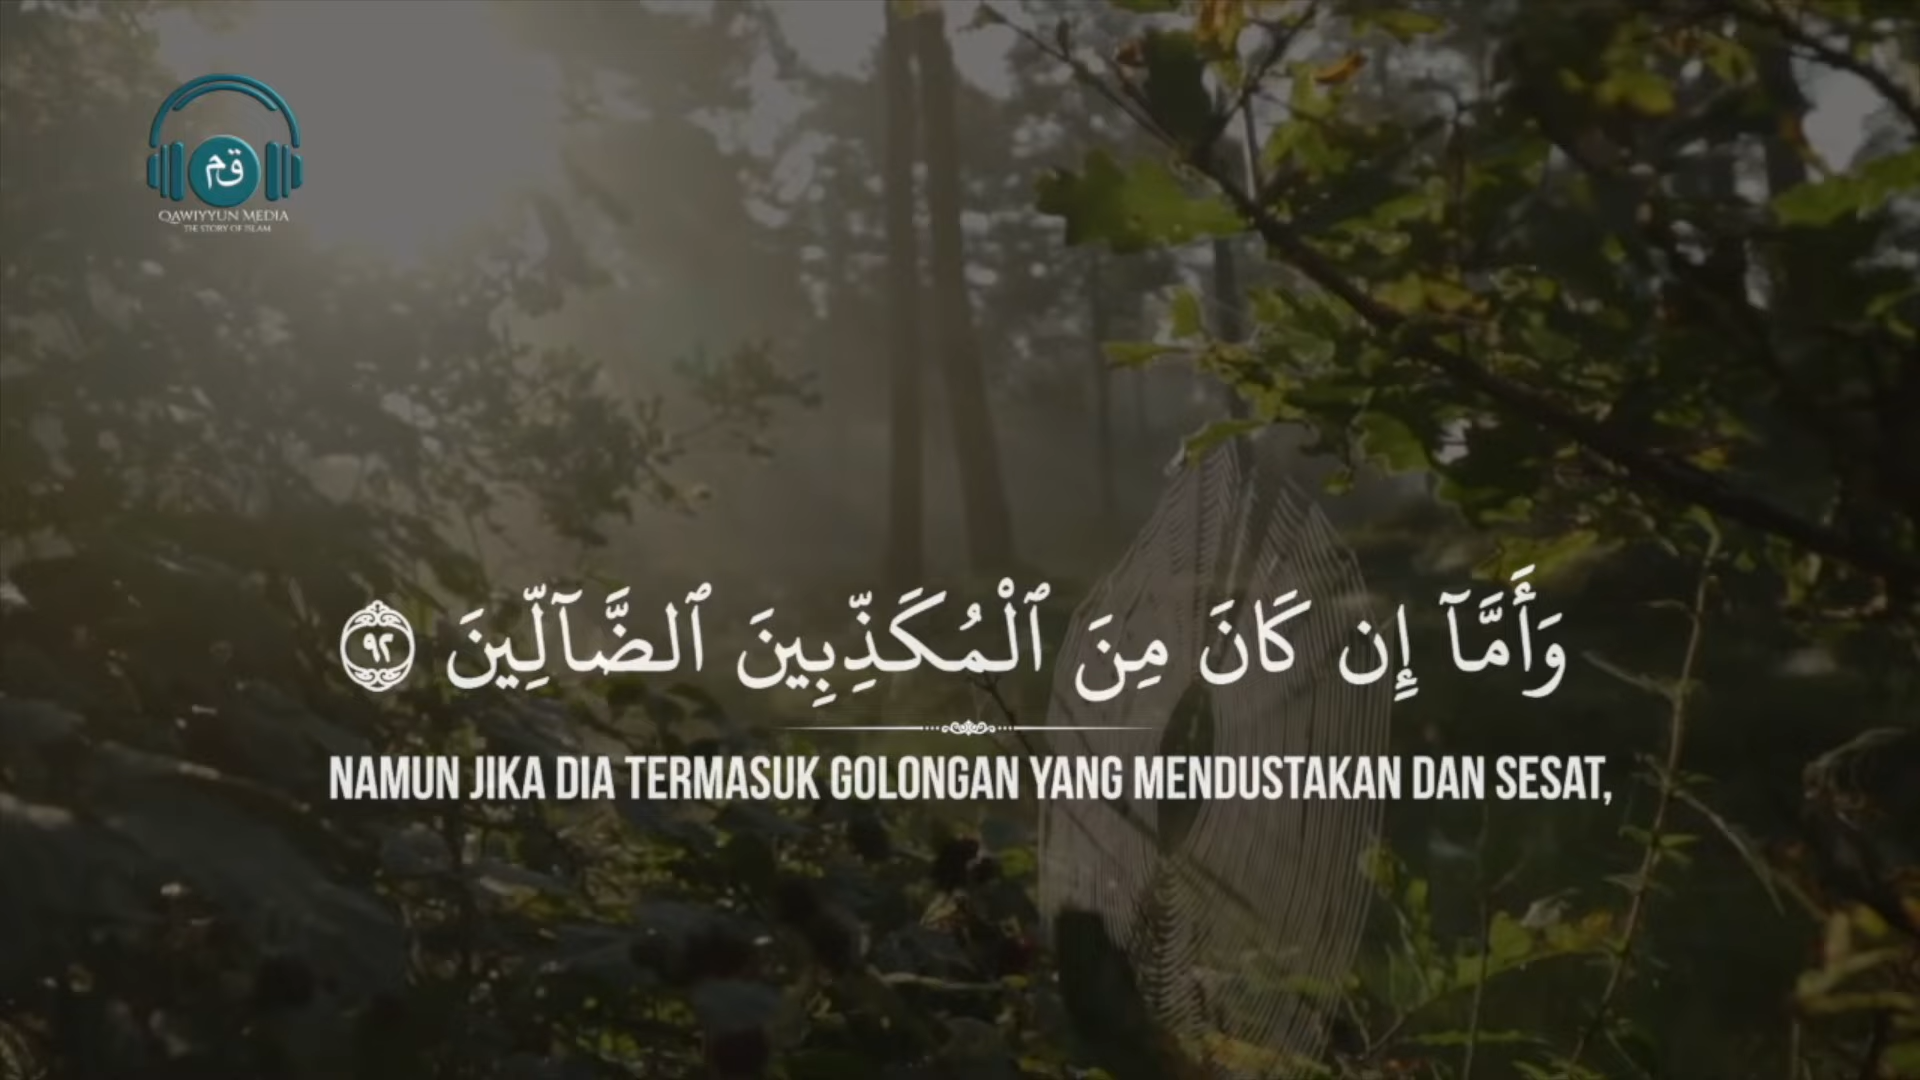 قم
QAWIYYUN MEDIA
THE STORY OF ISLAM
وَأَمَّآ إِن كَانَ مِنَ ٱلْمُكَذِّبِينَ ٱلضَّآلِّينَ ٩٢
NAMUN JIKA DIA TERMASUK GOLONGAN YANG MENDUSTAKAN DAN SESAT,